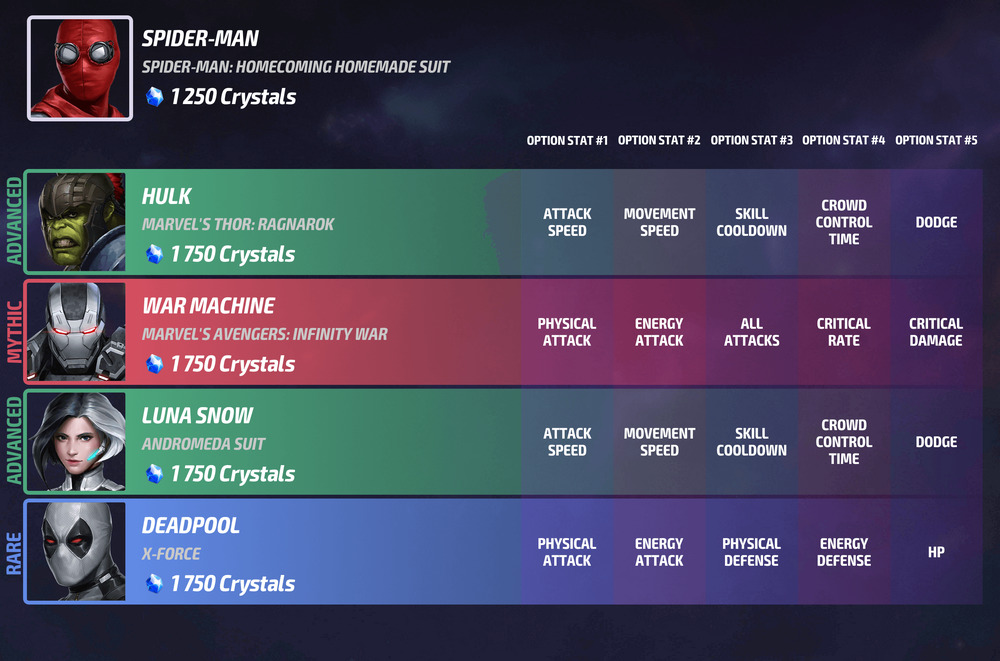 SPIDER-MAN
SPIDER-MAN: HOMECOMING HOMEMADE SUIT
1 250 Crystals
OPTION STAT #1 OPTION STAT #2 OPTION STAT #3 OPTION STAT #4 OPTION STAT #5
ADVANCED
HULK
MARVEL'S THOR: RAGNAROK
1 750 Crystals
ATTACK
SPEED
MOVEMENT
SPEED
SKILL
COOLDOWN
CROWD
CONTROL
TIME
DODGE
MYTHIC
WAR MACHINE
MARVEL'S AVENGERS: INFINITY WAR
1 750 Crystals
PHYSICAL
ATTACK
ENERGY
ATTACK
ALL
ATTACKS
CRITICAL
RATE
CRITICAL
DAMAGE
ADVANCED
LUNA SNOW
ANDROMEDA SUIT
1 750 Crystals
ATTACK
SPEED
MOVEMENT
SPEED
SKILL
COOLDOWN
CROWD
CONTROL
TIME
DODGE
RARE
DEADPOOL
X-FORCE
1 750 Crystals
PHYSICAL
ATTACK
ENERGY
ATTACK
PHYSICAL
DEFENSE
ENERGY
DEFENSE
HP